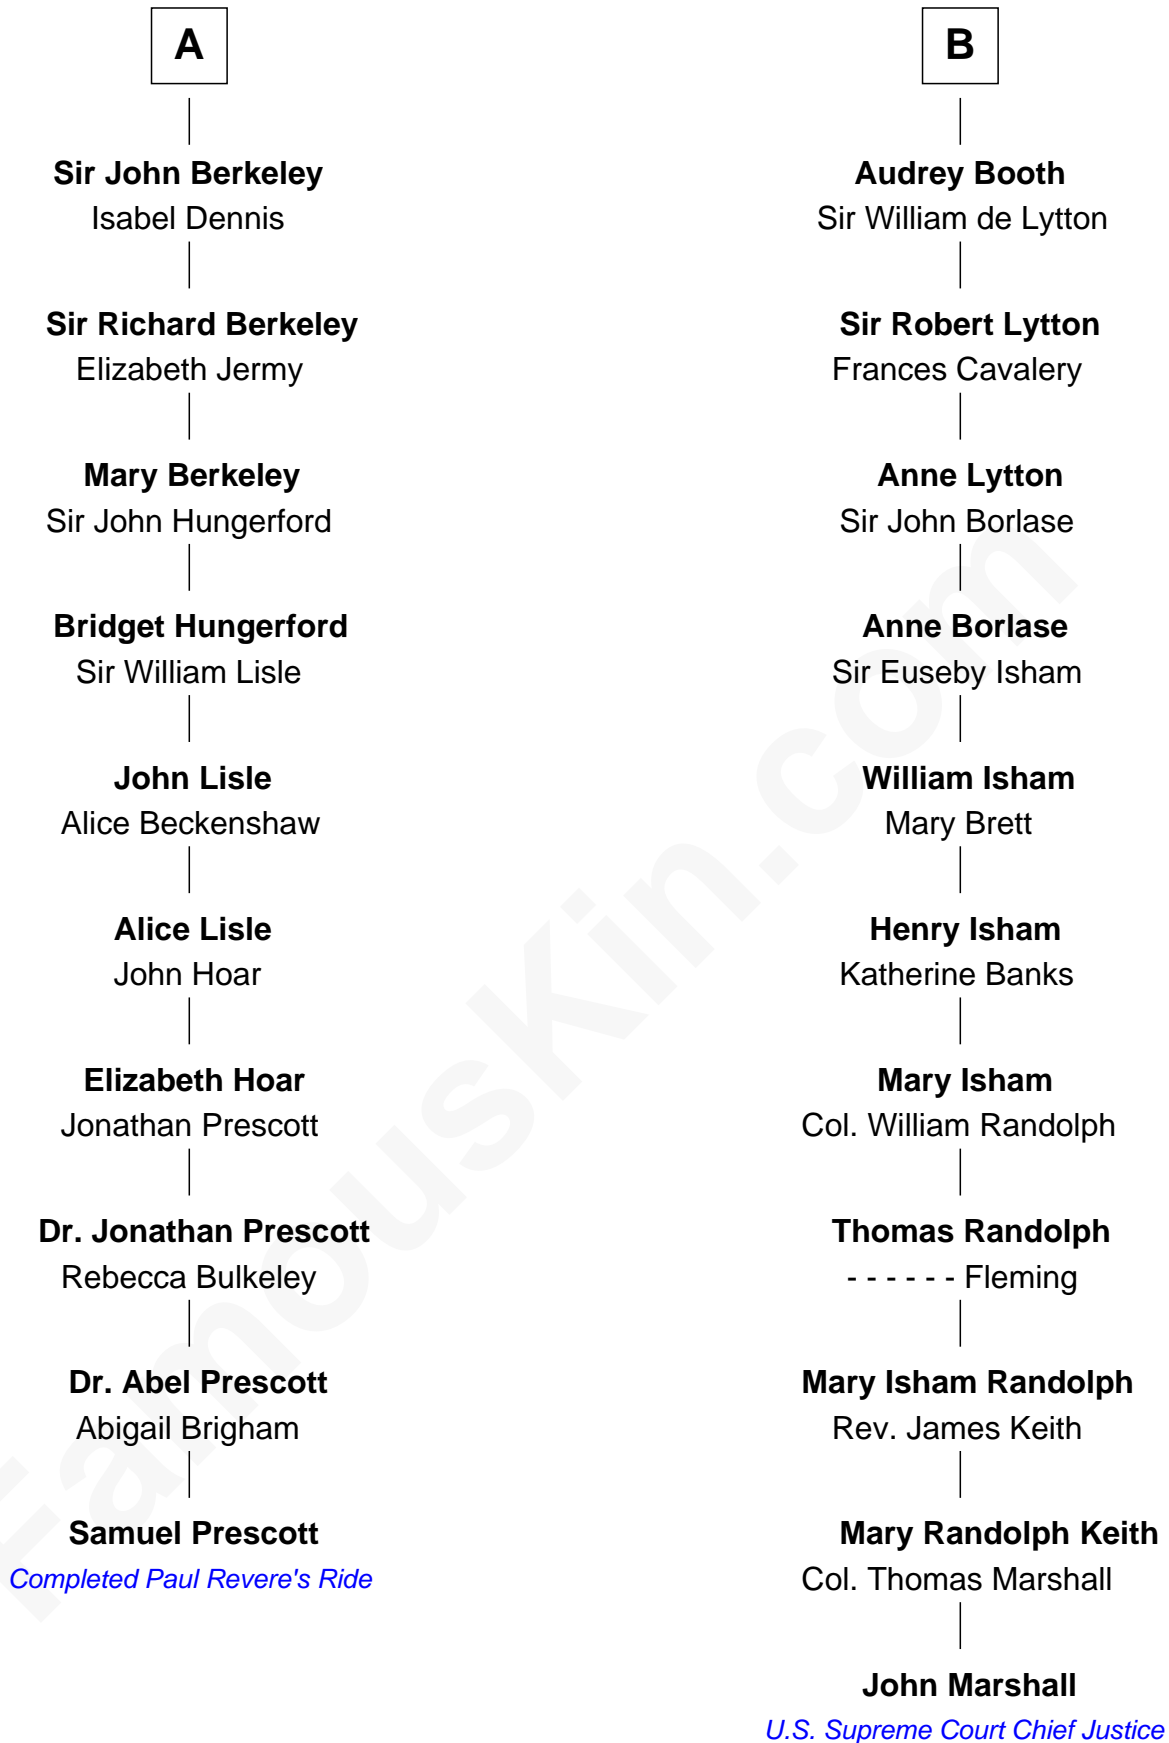 A
Sir John Berkeley
Isabel Dennis
Sir Richard Berkeley
Elizabeth Jermy
Mary Berkeley
Sir John Hungerford
Bridget Hungerford
Sir William Lisle
John Lisle
Alice Beckenshaw
Alice Lisle
John Hoar
Elizabeth Hoar
Jonathan Prescott
Dr. Jonathan Prescott
Rebecca Bulkeley
Dr. Abel Prescott
Abigail Brigham
Samuel Prescott
Completed Paul Revere's Ride
B
Audrey Booth
Sir William de Lytton
Sir Robert Lytton
Frances Cavalery
Anne Lytton
Sir John Borlase
Anne Borlase
Sir Euseby Isham
William Isham
Mary Brett
Henry Isham
Katherine Banks
Mary Isham
Col. William Randolph
Thomas Randolph
- - - - - - Fleming
Mary Isham Randolph
Rev. James Keith
Mary Randolph Keith
Col. Thomas Marshall
John Marshall
U.S. Supreme Court Chief Justice
FamousKin.com